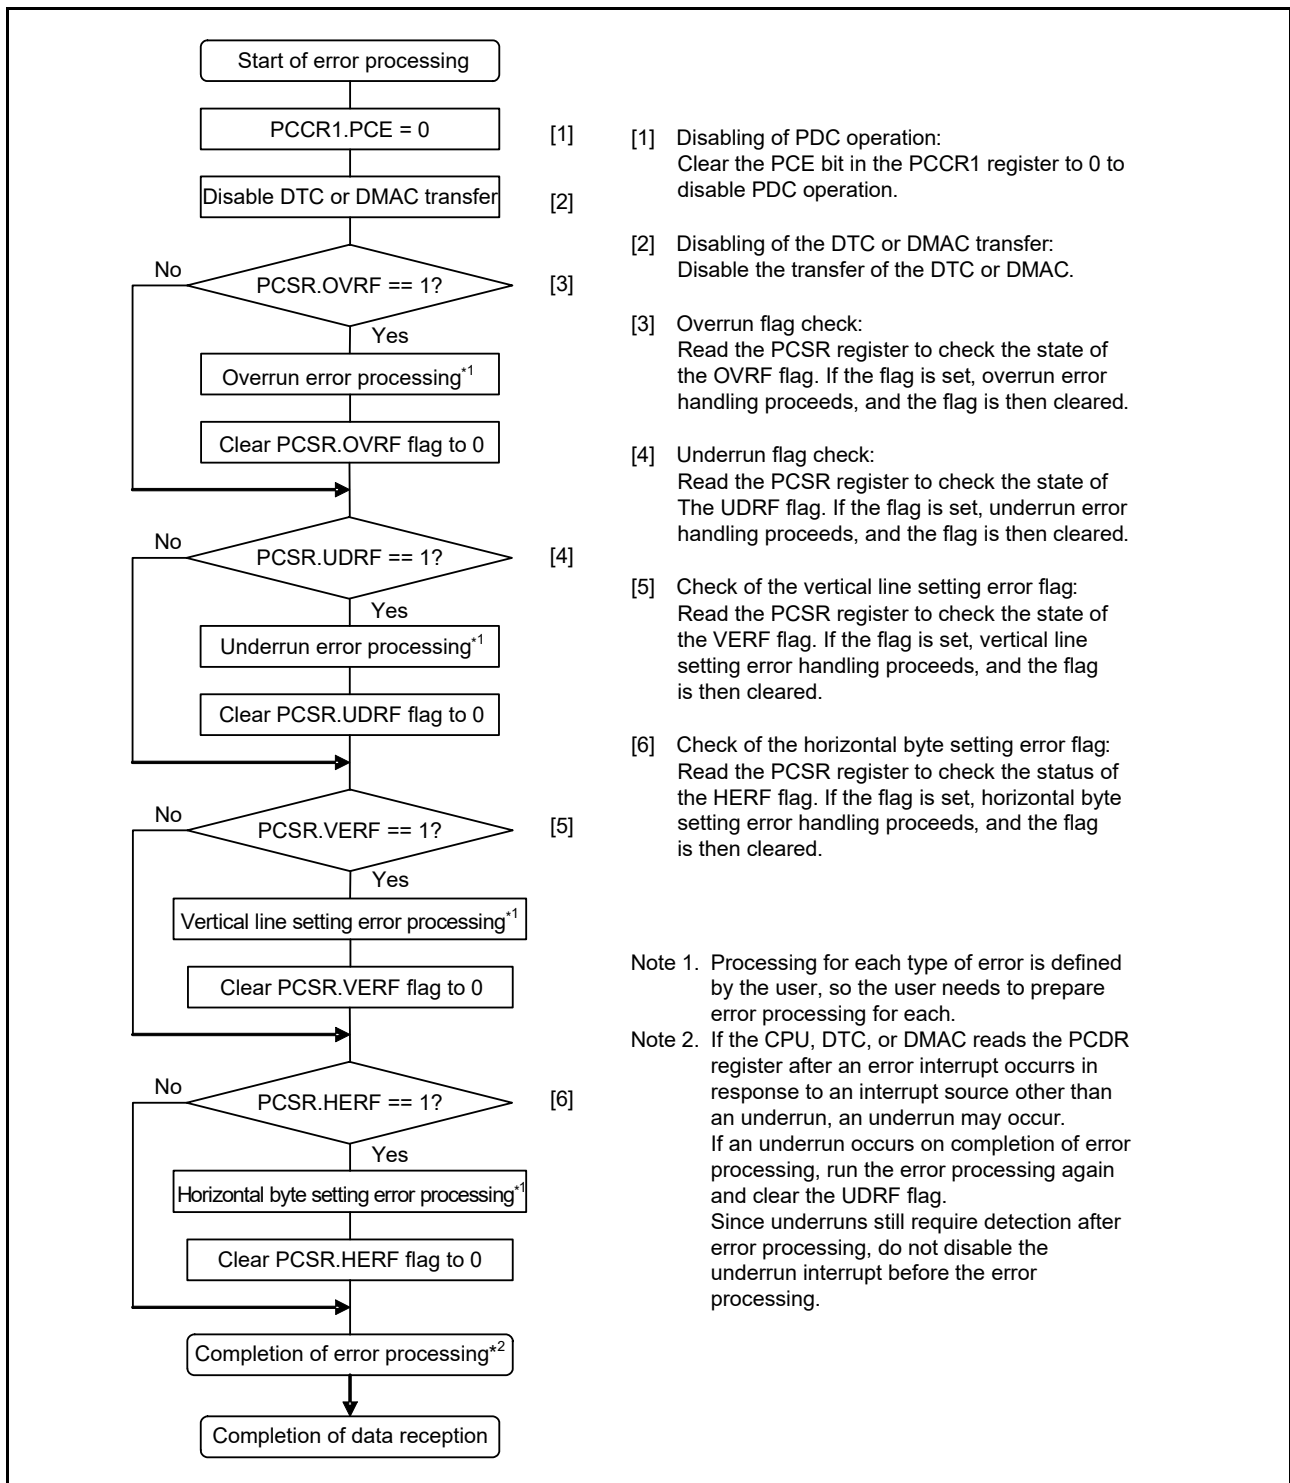 Start of error processing
PCCR1.PCE = 0
[1]
Disable DTC or DMAC transfer
[2]
No
PCSR.OVRF == 1?
[3]
Yes
Overrun error processing*1
Clear PCSR.OVRF flag to 0
No
PCSR.UDRF == 1?
[4]
Yes
Underrun error processing*1
Clear PCSR.UDRF flag to 0
No
PCSR.VERF == 1?
[5]
Yes
Vertical line setting error processing*1
Clear PCSR.VERF flag to 0
No
PCSR.HERF == 1?
[6]
Yes
Horizontal byte setting error processing*1
Clear PCSR.HERF flag to 0
Completion of error processing*2
Completion of data reception
[1] Disabling of PDC operation:
Clear the PCE bit in the PCCR1 register to 0 to
disable PDC operation.
[2] Disabling of the DTC or DMAC transfer:
Disable the transfer of the DTC or DMAC.
[3] Overrun flag check:
Read the PCSR register to check the state of
the OVRF flag. If the flag is set, overrun error
handling proceeds, and the flag is then cleared.
[4] Underrun flag check:
Read the PCSR register to check the state of
The UDRF flag. If the flag is set, underrun error
handling proceeds, and the flag is then cleared.
[5] Check of the vertical line setting error flag:
Read the PCSR register to check the state of
the VERF flag. If the flag is set, vertical line
setting error handling proceeds, and the flag
is then cleared.
[6] Check of the horizontal byte setting error flag:
Read the PCSR register to check the status of
the HERF flag. If the flag is set, horizontal byte
setting error handling proceeds, and the flag
is then cleared.
Note 1. Processing for each type of error is defined
by the user, so the user needs to prepare
error processing for each.
Note 2. If the CPU, DTC, or DMAC reads the PCDR
register after an error interrupt occurrs in
response to an interrupt source other than
an underrun, an underrun may occur.
If an underrun occurs on completion of error
processing, run the error processing again
and clear the UDRF flag.
Since underruns still require detection after
error processing, do not disable the
underrun interrupt before the error
processing.